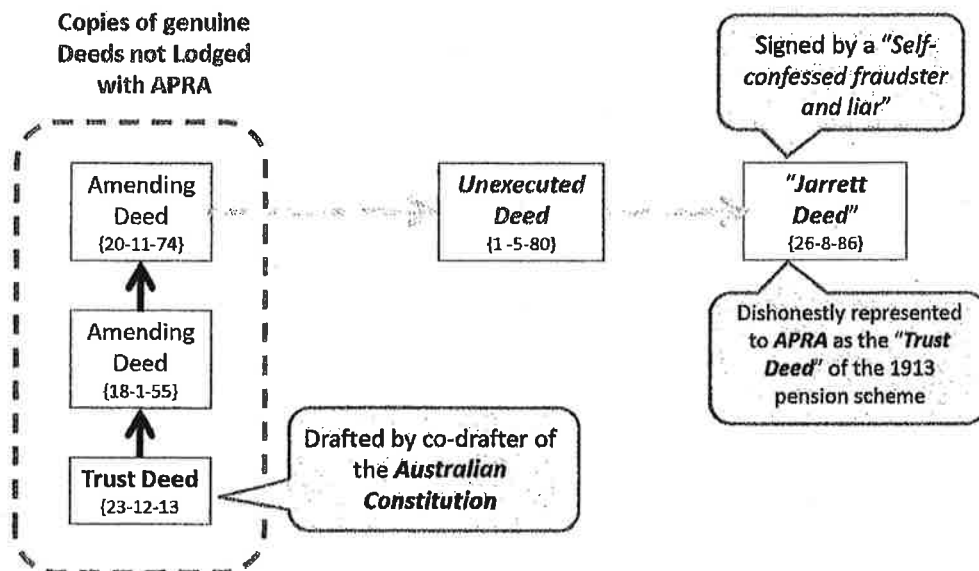 Copies of genuine
Deeds not Lodged
with APRA
Signed by a "Self-
confessed fraudster
and liar"
Amending
Deed
{20-11-74}
Unexecuted
Deed
{1-5-80}
"Jarrett
Deed"
{26-8-86}
Amending
Deed
{18-1-55}
Dishonestly represented
to APRA as the "Trust
Deed" of the 1913
pension scheme
Trust Deed
{23-12-13
Drafted by co-drafter of
the Australian
Constitution